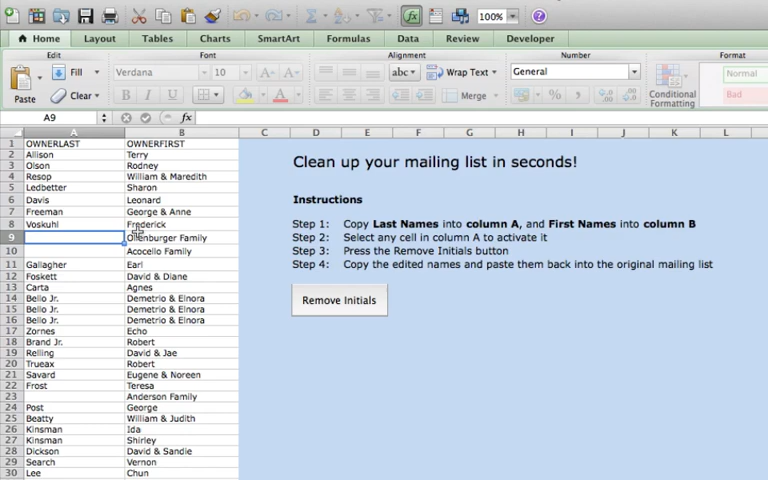 100%
Home Layout Tables Charts SmartArt Formulas Data Review Developer
Edit Font Alignment Number Format
Fill Verdana 10 abc Wrap Text General Normal
Paste Clear B I U A Merge % Conditional Formatting Bad
A9 fx
A B C D E F G H I J K L
1 OWNERLAST OWNERFIRST
2 Allison Terry
3 Olson Rodney
4 Resop William & Meredith
5 Ledbetter Sharon
6 Davis Leonard
7 Freeman George & Anne
8 Voskuhl Frederick
9 Ollenburger Family
10 Acocello Family
11 Gallagher Earl
12 Foskett David & Diane
13 Carta Agnes
14 Bello Jr. Demetrio & Elnora
15 Bello Jr. Demetrio & Elnora
16 Bello Jr. Demetrio & Elnora
17 Zornes Echo
18 Brand Jr. Robert
19 Relling David & Jae
20 Trueax Robert
21 Savard Eugene & Noreen
22 Frost Teresa
23 Anderson Family
24 Post George
25 Beatty William & Judith
26 Kinsman Ida
27 Kinsman Shirley
28 Dickson David & Sandie
29 Search Vernon
30 Lee Chun
Clean up your mailing list in seconds!
Instructions
Step 1: Copy Last Names into column A, and First Names into column B
Step 2: Select any cell in column A to activate it
Step 3: Press the Remove Initials button
Step 4: Copy the edited names and paste them back into the original mailing list
Remove Initials